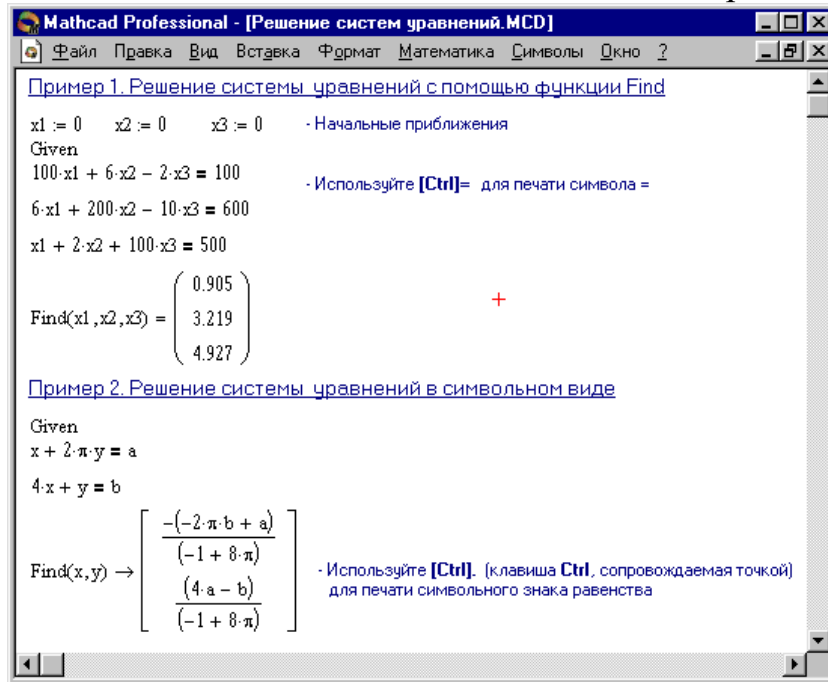 Mathcad Professional - [Решение систем уравнений.MCD]
Файл Правка Вид Вставка Формат Математика Символы Окно ?
Пример 1. Решение системы уравнений с помощью функции Find
x1 := 0 x2 := 0 x3 := 0 - Начальные приближения
Given
100·x1 + 6·x2 − 2·x3 = 100
- Используйте [Ctrl]= для печати символа =
6·x1 + 200·x2 − 10·x3 = 600
x1 + 2·x2 + 100·x3 = 500
0.905
Find(x1,x2,x3) = 3.219
4.927
Пример 2. Решение системы уравнений в символьном виде
Given
x + 2·π·y = a
4·x + y = b
−(−2·π·b + a)
(−1 + 8·π)
Find(x,y) → - Используйте [Ctrl]. (клавиша Ctrl, сопровождаемая точкой)
(4·a − b) для печати символьного знака равенства
(−1 + 8·π)